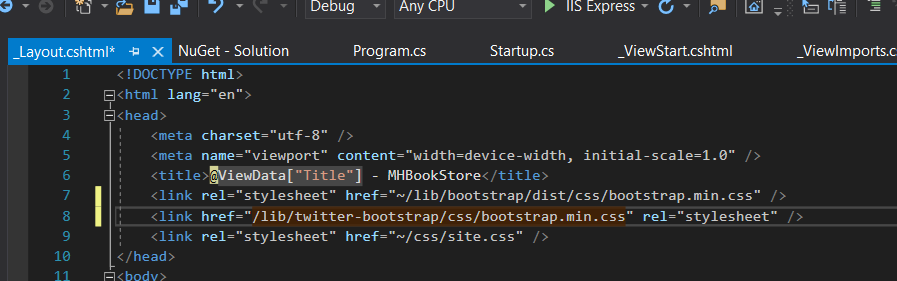 Debug Any CPU IIS Express
_Layout.cshtml* NuGet - Solution Program.cs Startup.cs _ViewStart.cshtml _ViewImports.c
1 <!DOCTYPE html>
2 <html lang="en">
3 <head>
4 <meta charset="utf-8" />
5 <meta name="viewport" content="width=device-width, initial-scale=1.0" />
6 <title>@ViewData["Title"] - MHBookStore</title>
7 <link rel="stylesheet" href="~/lib/bootstrap/dist/css/bootstrap.min.css" />
8 <link href="/lib/twitter-bootstrap/css/bootstrap.min.css" rel="stylesheet" />
9 <link rel="stylesheet" href="~/css/site.css" />
10 </head>
11 <body>